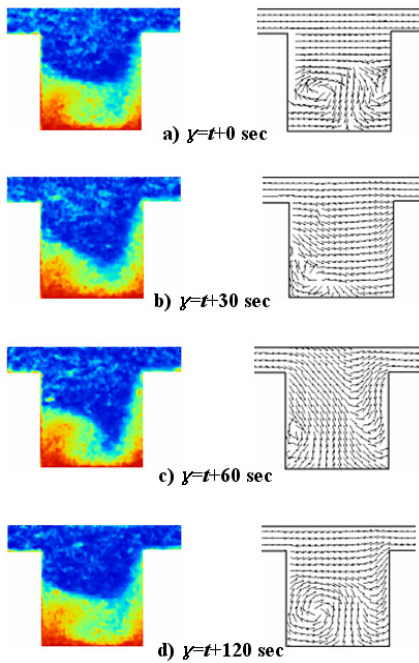 a) γ=t+0 sec
b) γ=t+30 sec
c) γ=t+60 sec
d) γ=t+120 sec